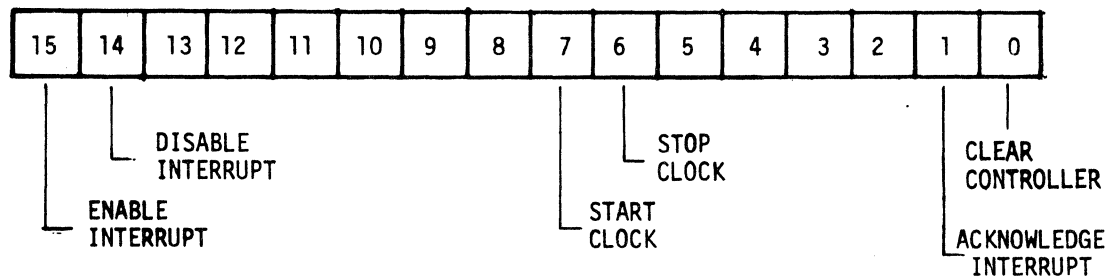 15 14 13 12 11 10 9 8 7 6 5 4 3 2 1 0
DISABLE
INTERRUPT
STOP
CLOCK
CLEAR
CONTROLLER
ENABLE
INTERRUPT
START
CLOCK
ACKNOWLEDGE
INTERRUPT